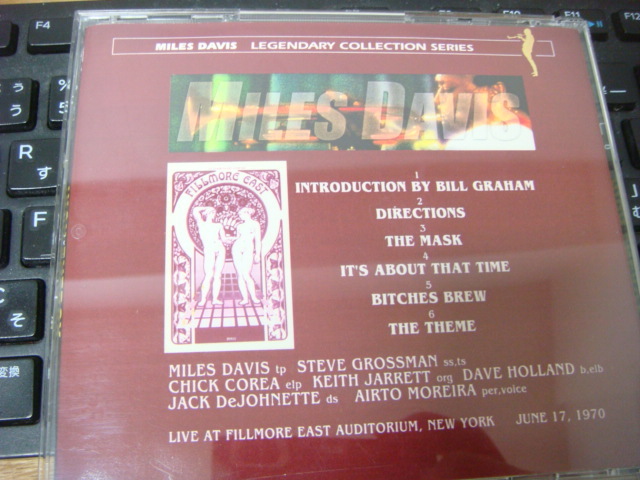 F4
F10
F11
F12
MILES DAVIS LEGENDARY COLLECTION SERIES
MILES DAVIS
FILLMORE EAST
1
INTRODUCTION BY BILL GRAHAM
2
DIRECTIONS
3
THE MASK
4
IT'S ABOUT THAT TIME
5
BITCHES BREW
6
THE THEME
MILES DAVIS tp STEVE GROSSMAN ss,ts
CHICK COREA elp KEITH JARRETT org DAVE HOLLAND b,elb
JACK DeJOHNETTE ds AIRTO MOREIRA per,voice
LIVE AT FILLMORE EAST AUDITORIUM, NEW YORK JUNE 17, 1970
う
%
5
R
す
F
C
そ
変換